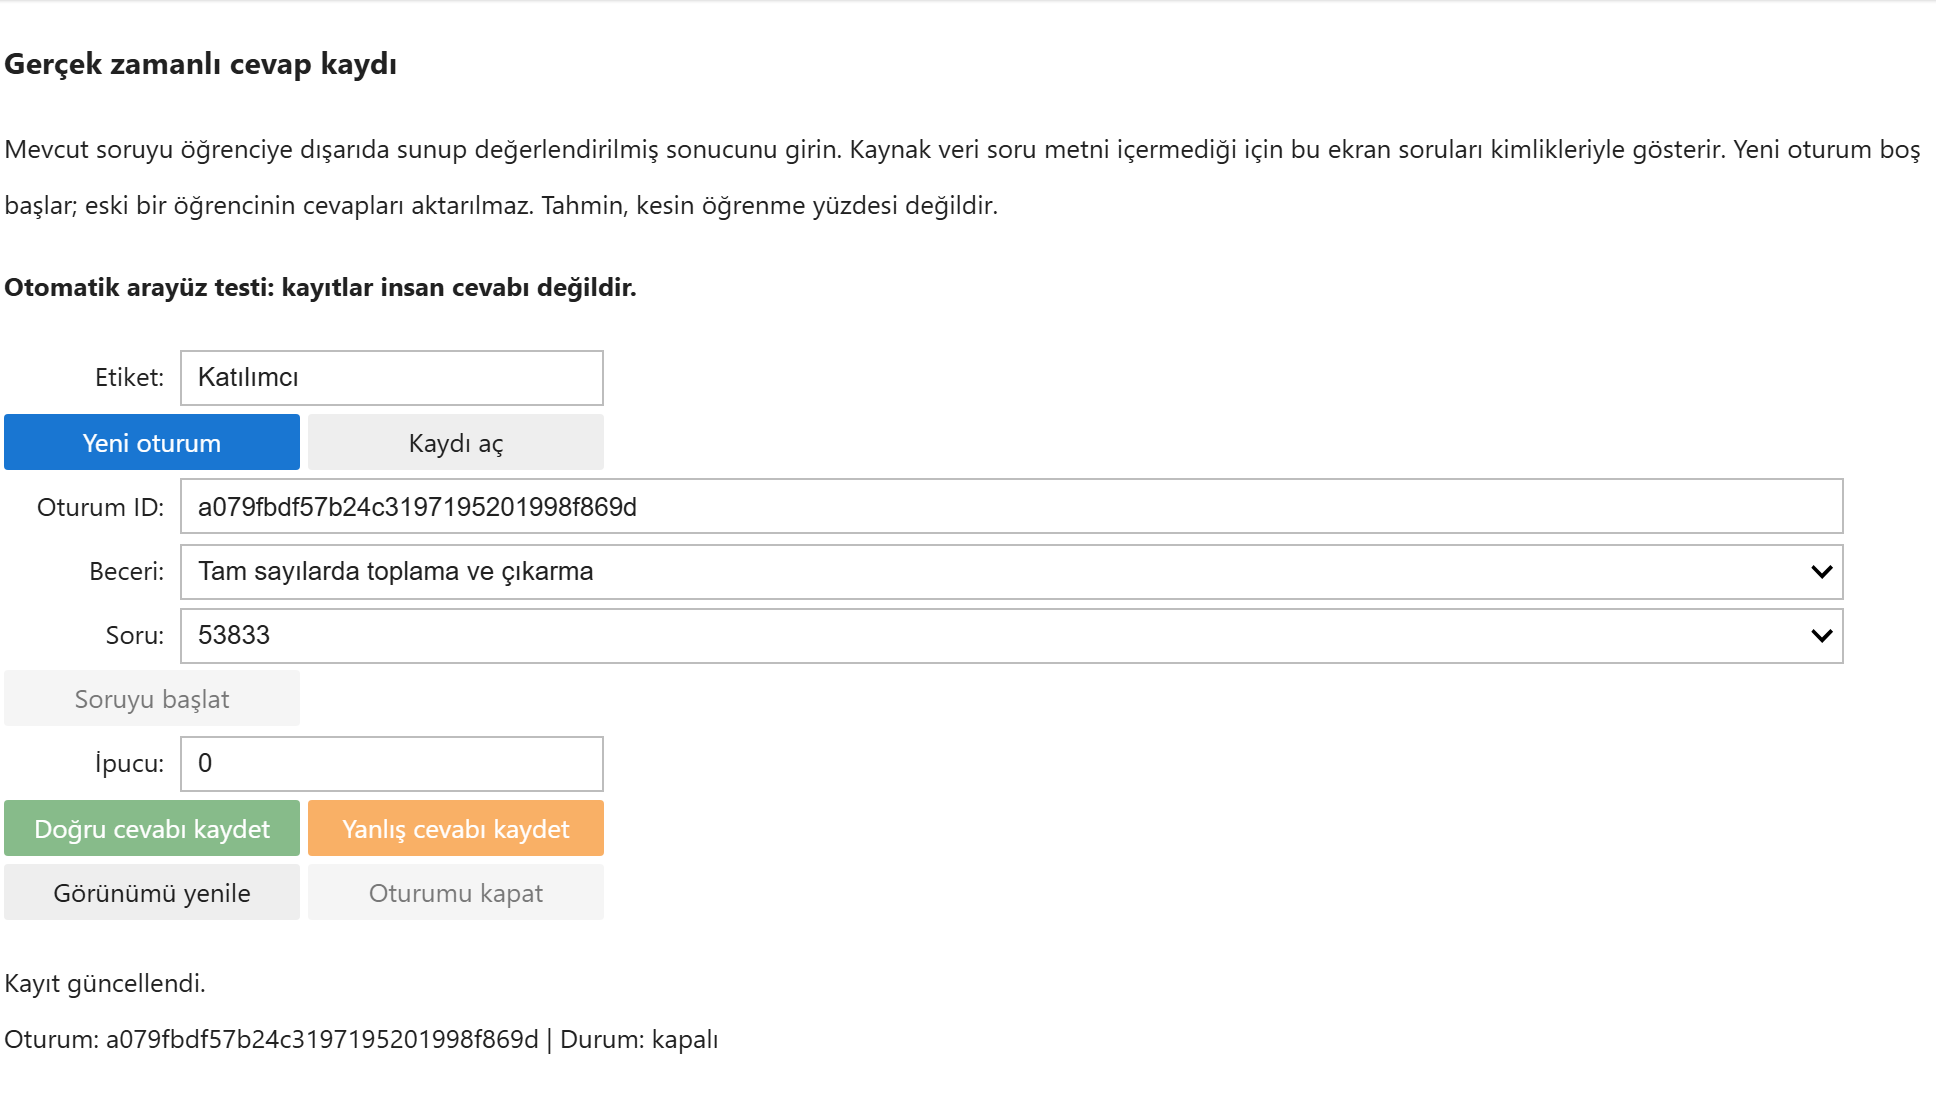 Gerçek zamanlı cevap kaydı
Mevcut soruyu öğrenciye dışarıda sunup değerlendirilmiş sonucunu girin. Kaynak veri soru metni içermediği için bu ekran soruları kimlikleriyle gösterir. Yeni oturum boş
başlar; eski bir öğrencinin cevapları aktarılmaz. Tahmin, kesin öğrenme yüzdesi değildir.
Otomatik arayüz testi: kayıtlar insan cevabı değildir.
Etiket: Katılımcı
Yeni oturum Kaydı aç
Oturum ID: a079fbdf57b24c3197195201998f869d
Beceri: Tam sayılarda toplama ve çıkarma
Soru: 53833
Soruyu başlat
İpucu: 0
Doğru cevabı kaydet Yanlış cevabı kaydet
Görünümü yenile Oturumu kapat
Kayıt güncellendi.
Oturum: a079fbdf57b24c3197195201998f869d | Durum: kapalı